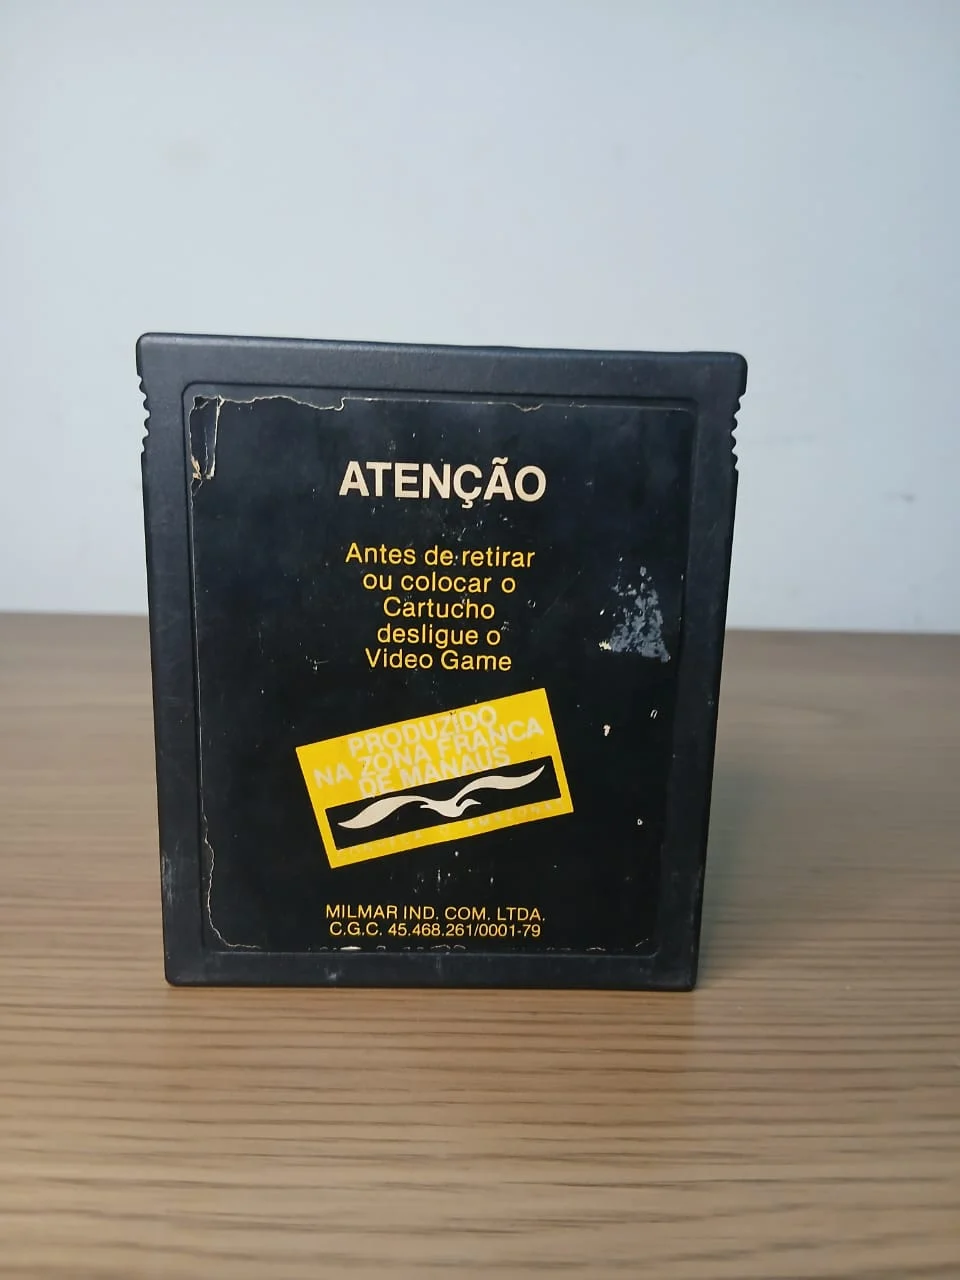 ATENÇÃO
Antes de retirar
ou colocar o
Cartucho
desligue o
Video Game
PRODUZIDO
NA ZONA FRANCA
DE MANAUS
MILMAR IND. COM. LTDA.
C.G.C. 45.468.261/0001-79